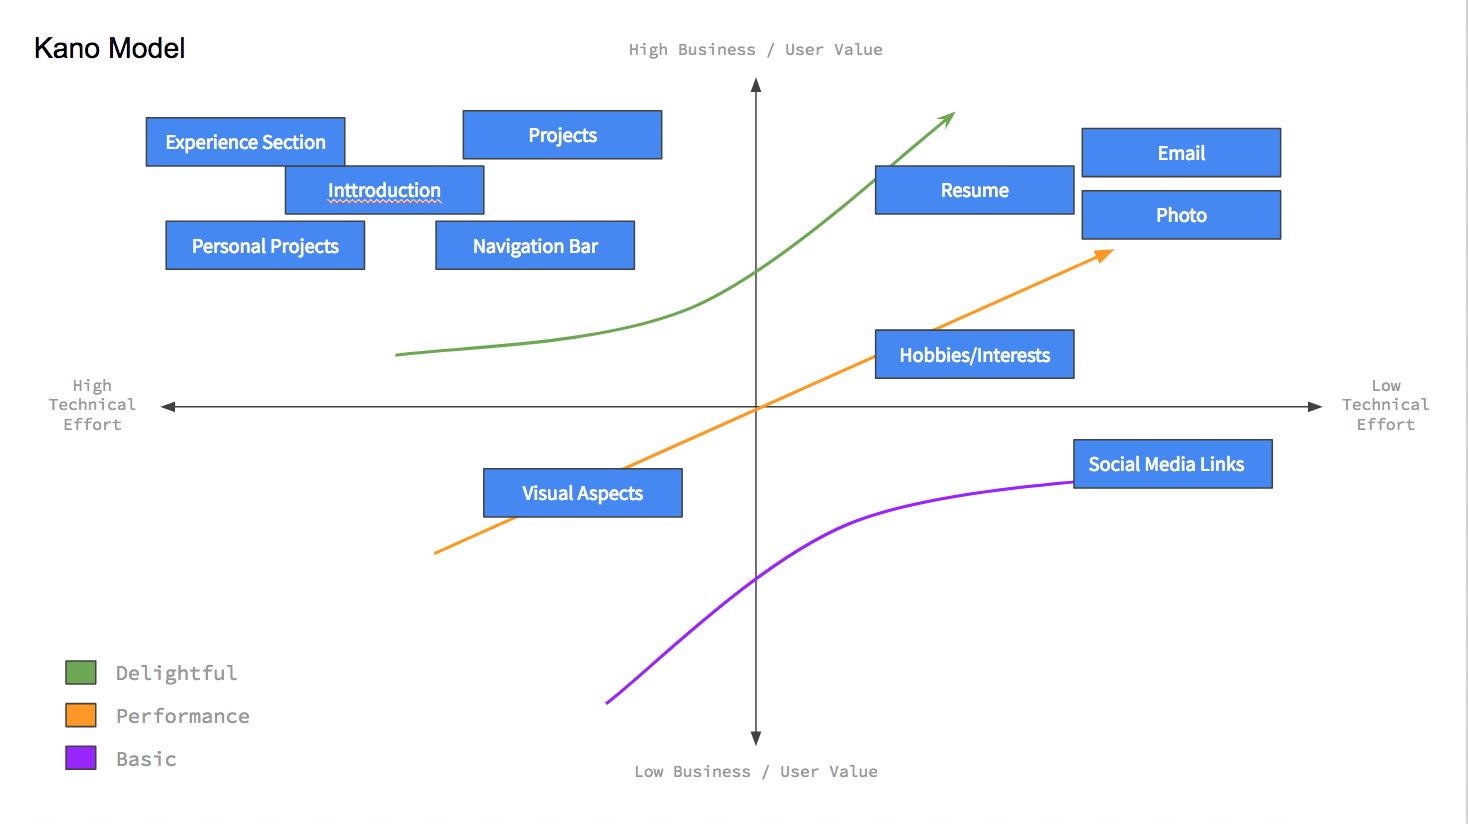 Kano Model
High Business / User Value
Experience Section
Projects
Inttroduction
Personal Projects
Navigation Bar
Resume
Email
Photo
Hobbies/Interests
High
Technical
Effort
Low
Technical
Effort
Social Media Links
Visual Aspects
Delightful
Performance
Basic
Low Business / User Value